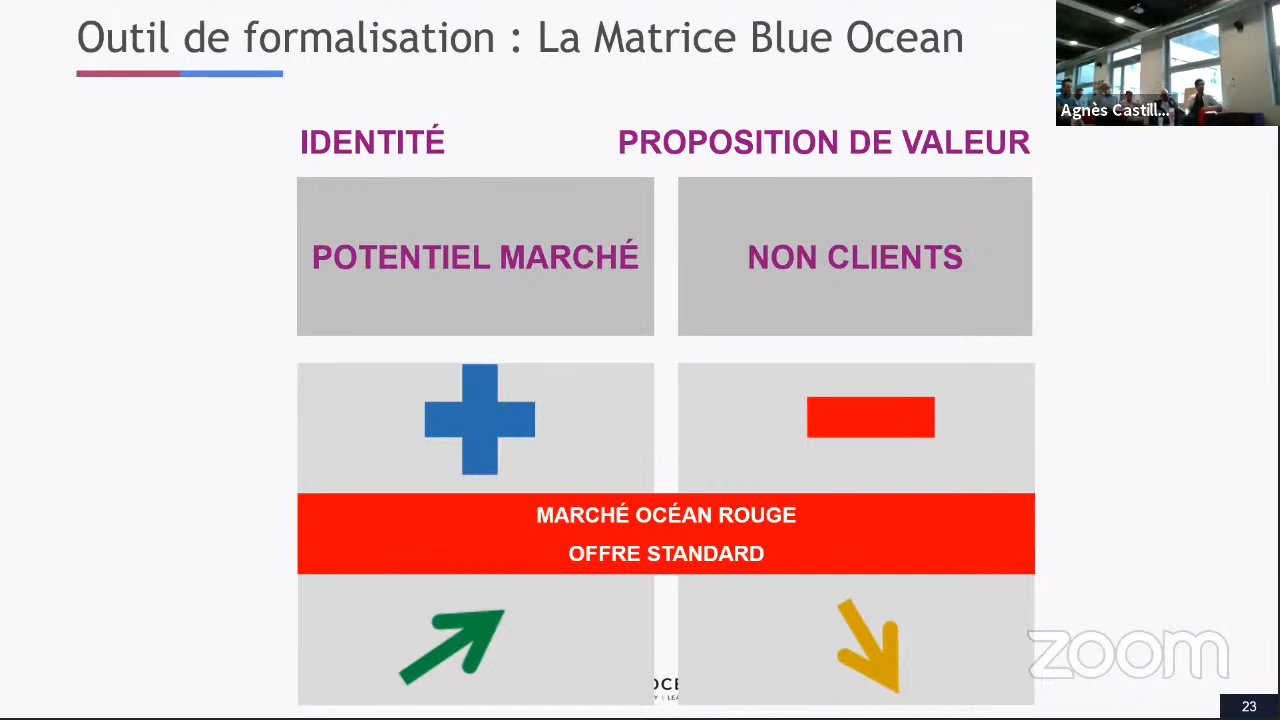 Outil de formalisation : La Matrice Blue Ocean
Agnès Castill...
IDENTITÉ
PROPOSITION DE VALEUR
POTENTIEL MARCHÉ
NON CLIENTS
MARCHÉ OCÉAN ROUGE
OFFRE STANDARD
zoom
23